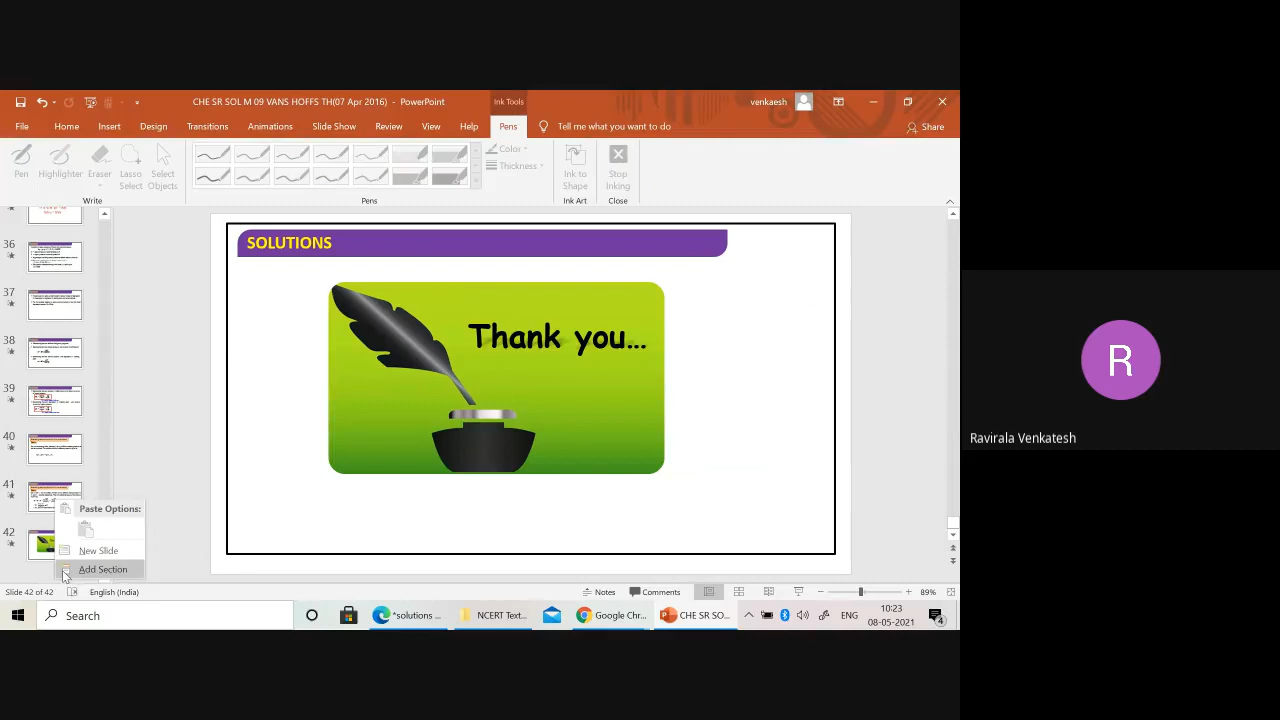 CHE SR SOL M 09 VANS HOFFS TH(07 Apr 2016) - PowerPoint
Ink Tools
venkaesh
File Home Insert Design Transitions Animations Slide Show Review View Help Pens Tell me what you want to do Share
Pen Highlighter Eraser Lasso Select Select Objects
Color
Thickness
Ink to Shape
Stop Inking
Write Pens Ink Art Close
36
37
38
39
40
41
42
SOLUTIONS
Thank you...
Paste Options:
New Slide
Add Section
R
Ravirala Venkatesh
Slide 42 of 42 English (India) Notes Comments 89%
Search *solutions ... NCERT Text... Google Chr... CHE SR SO... ENG 10:23
08-05-2021 4